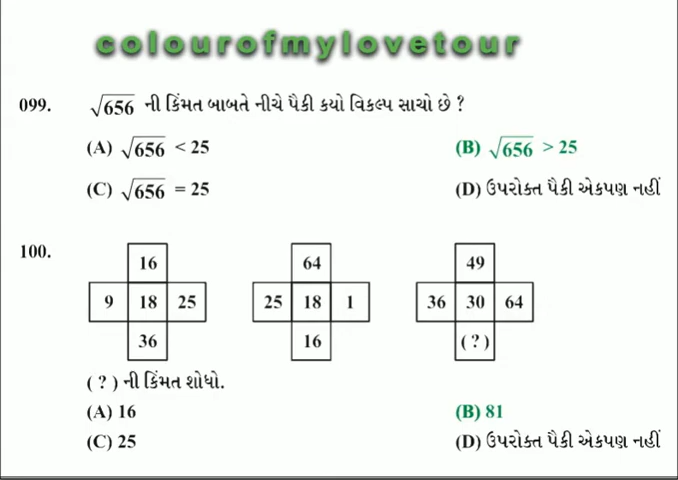 colourofmylovetour
099. √656 ની કિંમત બાબતે નીચે પૈકી કયો વિકલ્પ સાચો છે ?
(A) √656 < 25 (B) √656 > 25
(C) √656 = 25 (D) ઉપરોક્ત પૈકી એકપણ નહીં
100.
16 64 49
9 18 25 25 18 1 36 30 64
36 16 ( ? )
( ? ) ની કિંમત શોધો.
(A) 16 (B) 81
(C) 25 (D) ઉપરોક્ત પૈકી એકપણ નહીં